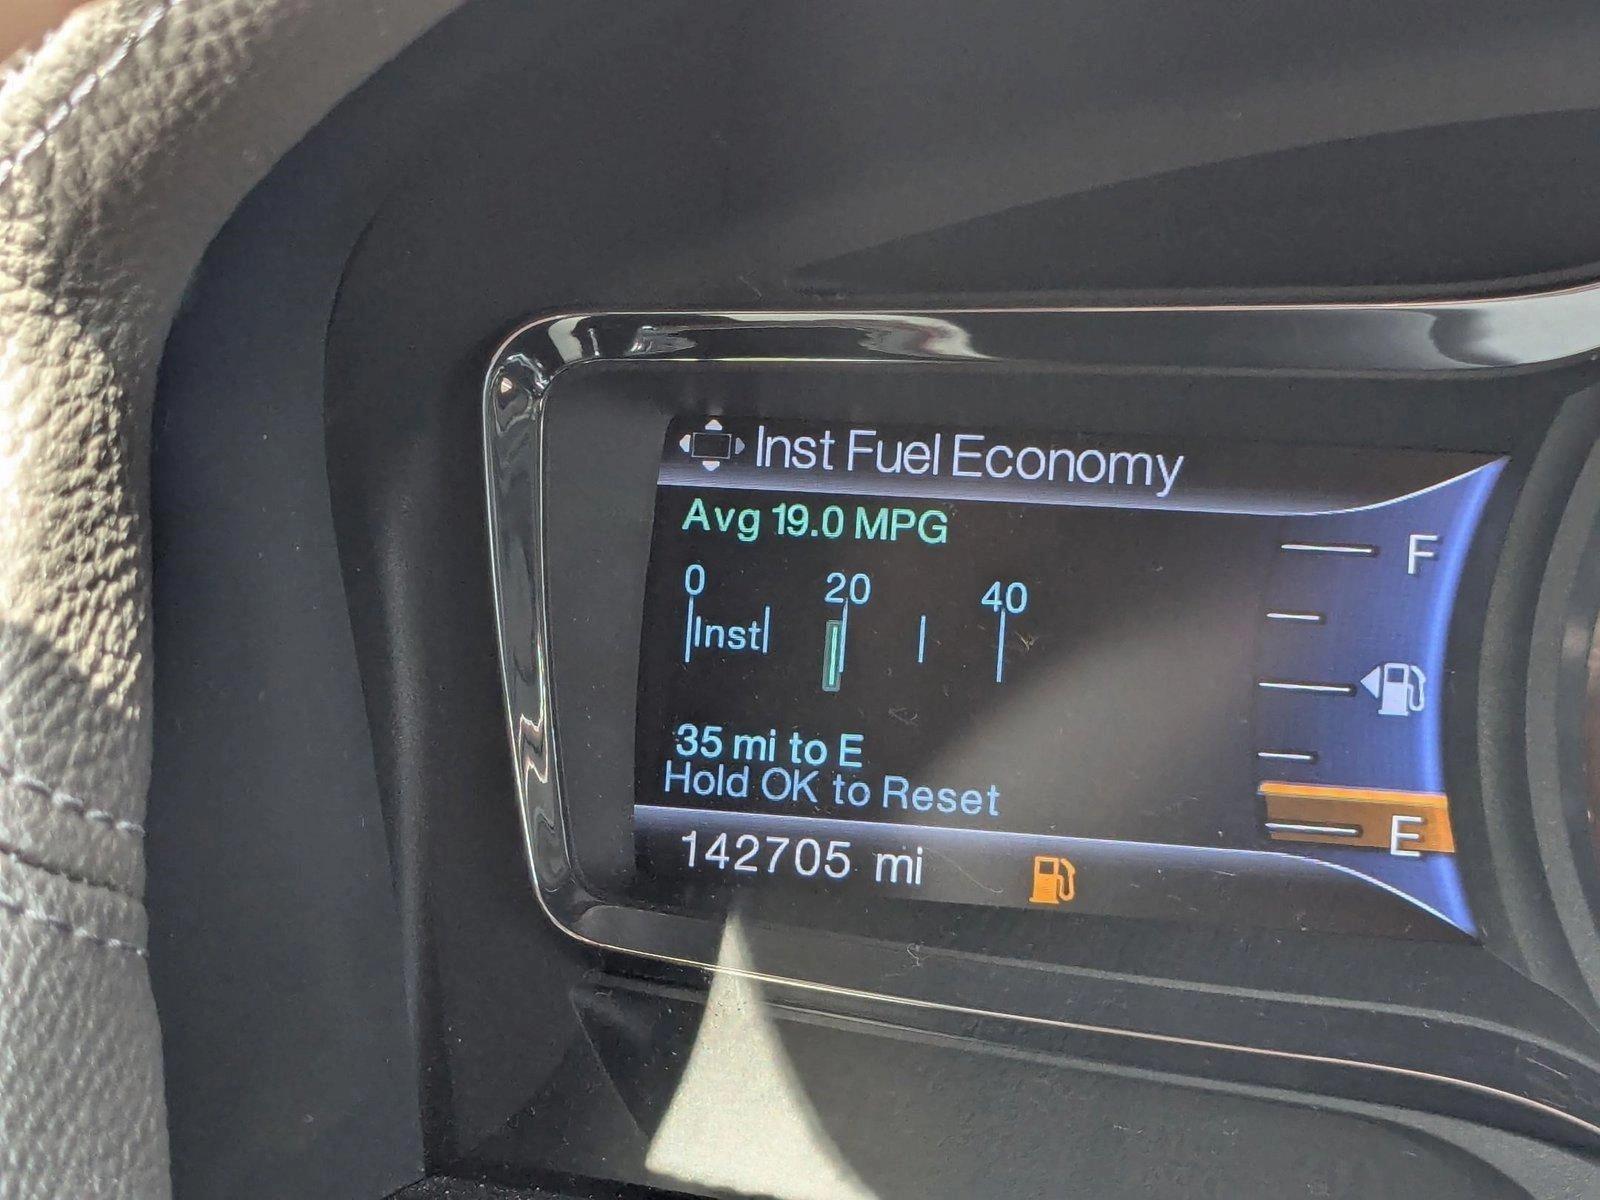 Inst Fuel Economy
Avg 19.0 MPG
0 20 40
Inst
35 mi to E
Hold OK to Reset
142705 mi
F
E